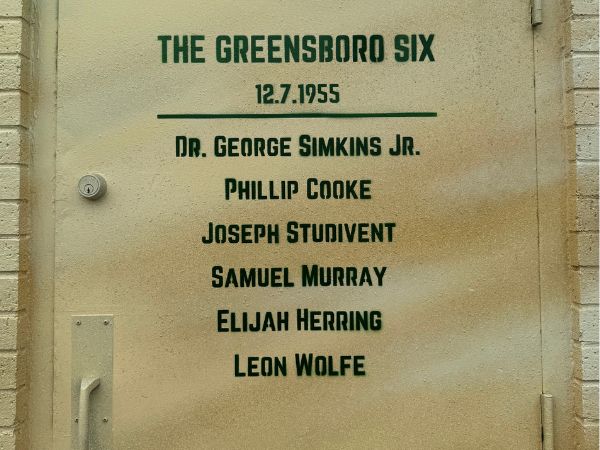 THE GREENSBORO SIX
12.7.1955
DR. GEORGE SIMKINS JR.
PHILLIP COOKE
JOSEPH STUDIVENT
SAMUEL MURRAY
ELIJAH HERRING
LEON WOLFE